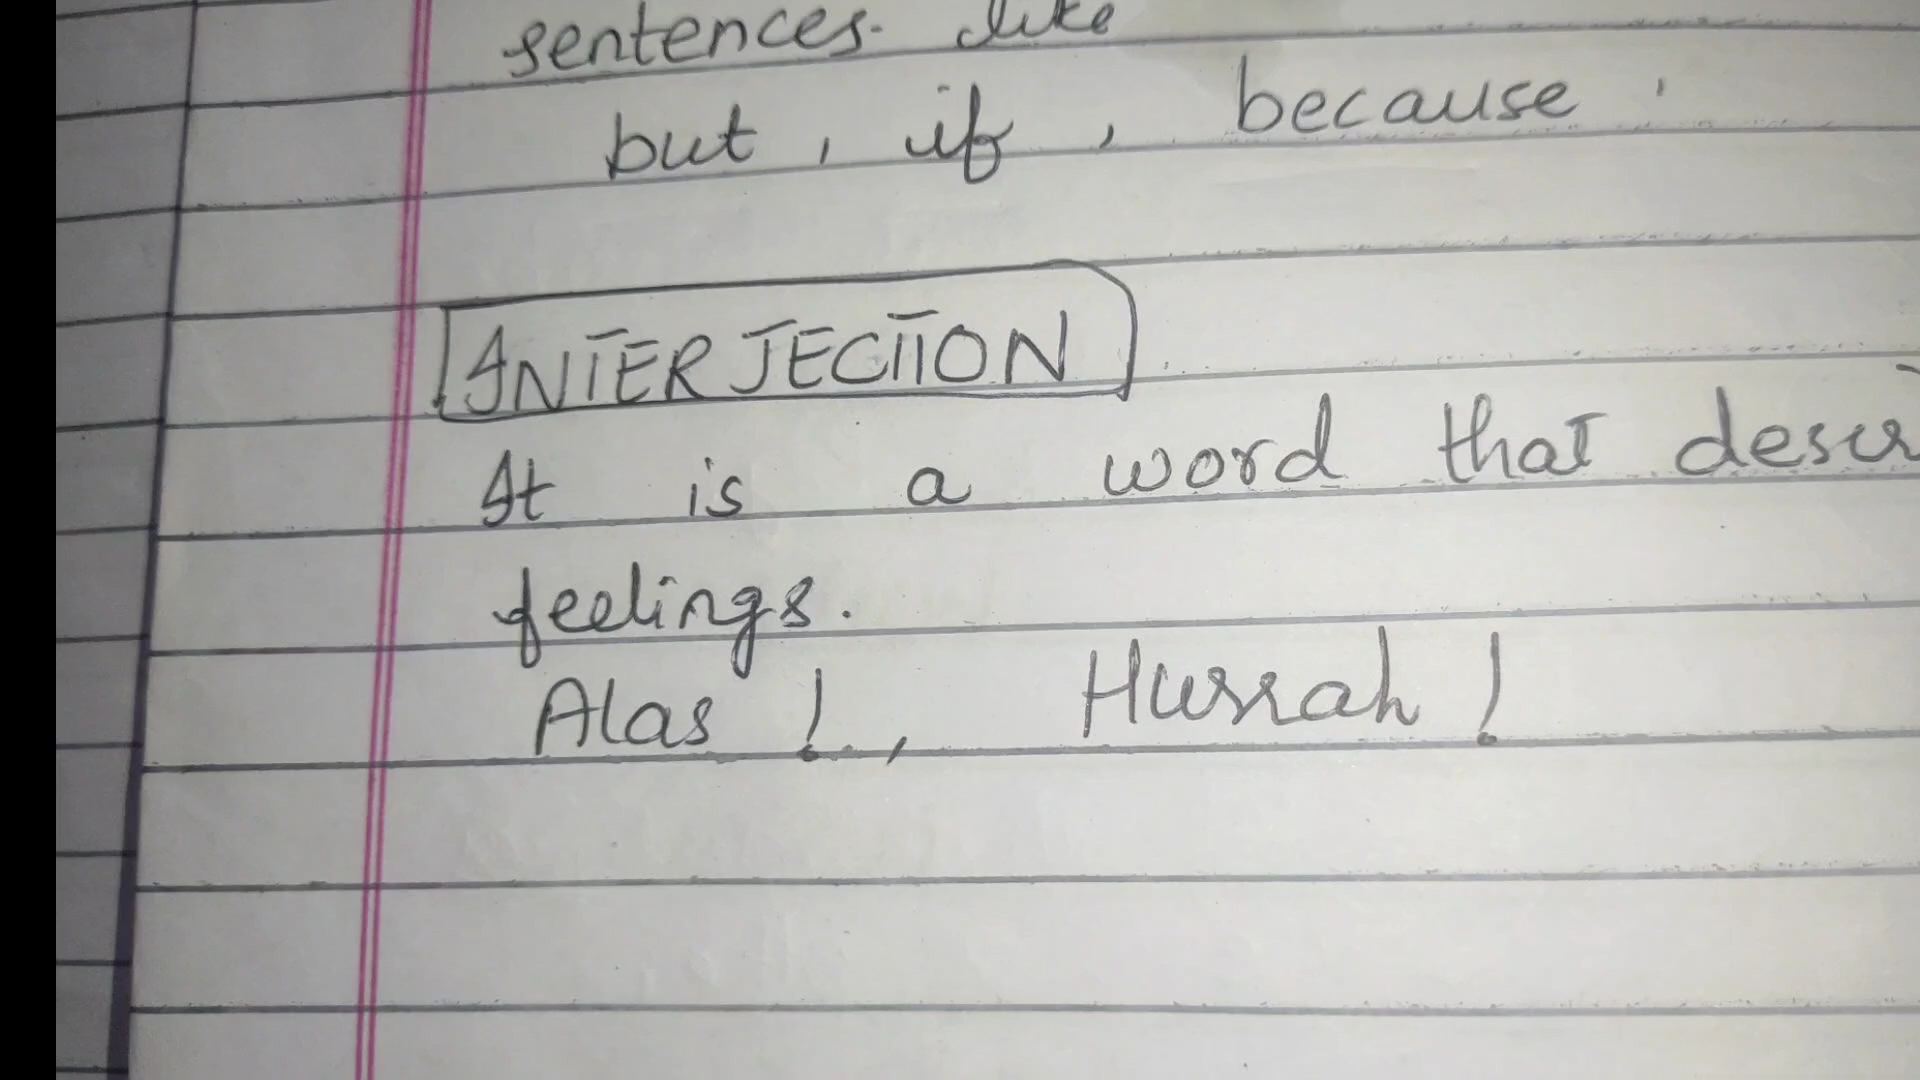 sentences. like
but, if, because.
INTERJECTION
It is a word that
feelings.
Alas!, Hurrah!